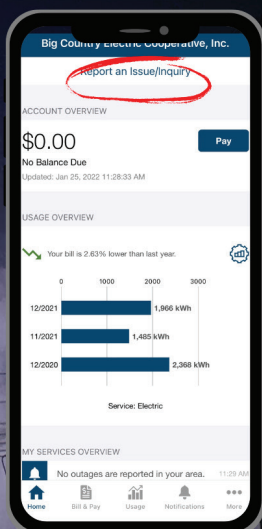 Big Country Electric Cooperative, Inc.
Report an Issue/Inquiry
ACCOUNT OVERVIEW
$0.00
Pay
No Balance Due
Updated: Jan 25, 2022 11:28:33 AM
USAGE OVERVIEW
Your bill is 2.63% lower than last year.
0 1000 2000 3000
12/2021 1,966 kWh
11/2021 1,485 kWh
12/2020 2,368 kWh
Service: Electric
MY SERVICES OVERVIEW
No outages are reported in your area. 11:29 AM
Home Bill & Pay Usage Notifications More